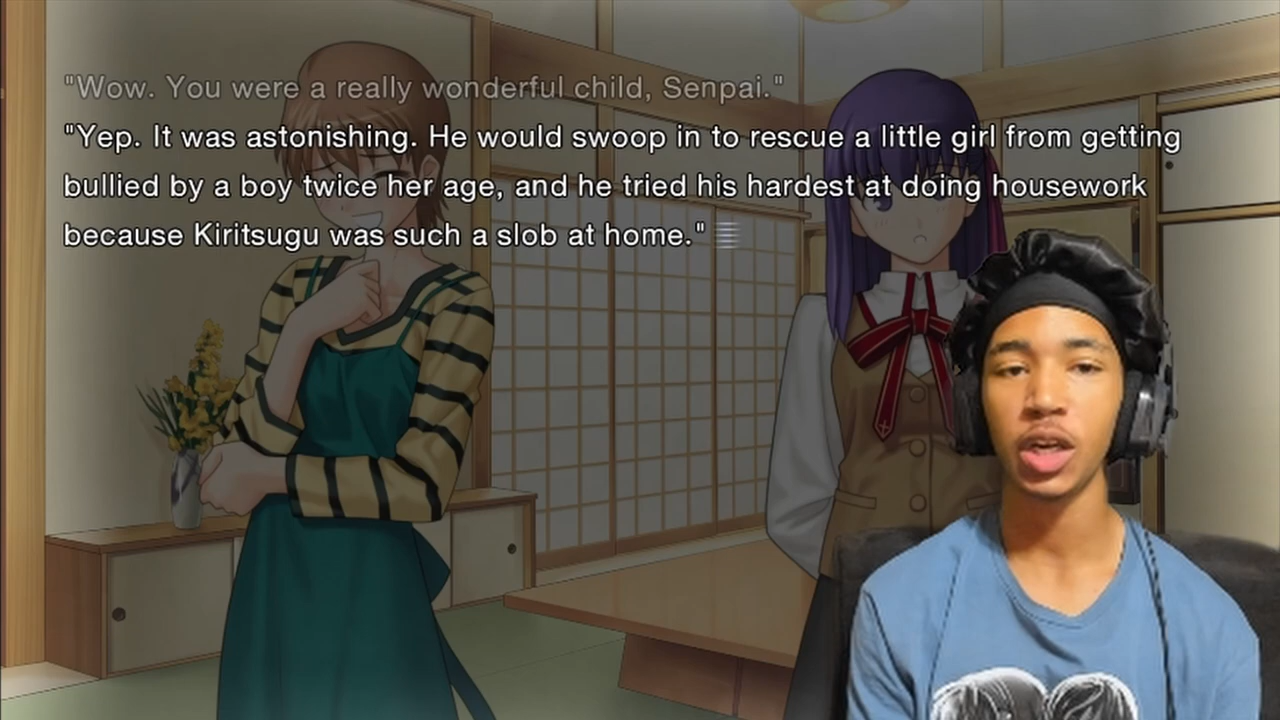 "Wow. You were a really wonderful child, Senpai."
"Yep. It was astonishing. He would swoop in to rescue a little girl from getting
bullied by a boy twice her age, and he tried his hardest at doing housework
because Kiritsugu was such a slob at home."